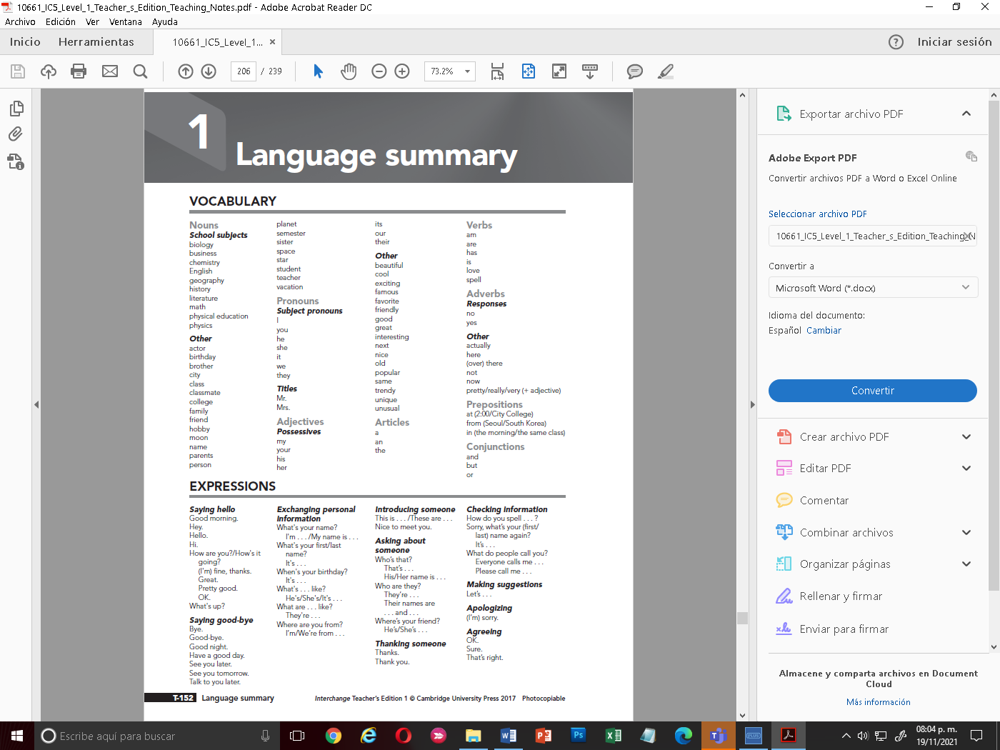 10661_IC5_Level_1_Teacher_s_Edition_Teaching_Notes.pdf - Adobe Acrobat Reader DC
Archivo Edición Ver Ventana Ayuda
Inicio Herramientas 10661_IC5_Level_1... Iniciar sesión
206 / 239 73.2%
1
Language summary
VOCABULARY
Nouns
School subjects
biology
business
chemistry
English
geography
history
literature
math
physical education
physics
Other
actor
birthday
brother
city
class
classmate
college
family
friend
hobby
moon
name
parents
person
planet
semester
sister
space
star
student
teacher
vacation
Pronouns
Subject pronouns
I
you
he
she
it
we
they
Titles
Mr.
Mrs.
Adjectives
Possessives
my
your
his
her
its
our
their
Other
beautiful
cool
exciting
famous
favorite
friendly
good
great
interesting
next
nice
old
popular
same
trendy
unique
unusual
Articles
a
an
the
Verbs
am
are
has
is
love
spell
Adverbs
Responses
no
yes
Other
actually
here
(over) there
not
now
pretty/really/very (+ adjective)
Prepositions
at (2:00/City College)
from (Seoul/South Korea)
in (the morning/the same class)
Conjunctions
and
but
or
EXPRESSIONS
Saying hello
Good morning.
Hey.
Hello.
Hi.
How are you?/How's it
going?
(I'm) fine, thanks.
Great.
Pretty good.
OK.
What's up?
Saying good-bye
Bye.
Good-bye.
Good night.
Have a good day.
See you later.
See you tomorrow.
Talk to you later.
Exchanging personal
information
What's your name?
I'm . . . /My name is . . .
What's your first/last
name?
It's . . .
When's your birthday?
It's . . .
What's . . . like?
He's/She's/It's . . .
What are . . . like?
They're . . .
Where are you from?
I'm/We're from . . .
Introducing someone
This is . . . /These are . . .
Nice to meet you.
Asking about
someone
Who's that?
That's . . .
His/Her name is . . .
Who are they?
They're . . .
Their names are
. . . and . . .
Where's your friend?
He's/She's . . .
Thanking someone
Thanks.
Thank you.
Checking information
How do you spell . . . ?
Sorry, what's your (first/
last) name again?
It's . . .
What do people call you?
Everyone calls me . . .
Please call me . . .
Making suggestions
Let's . . .
Apologizing
(I'm) sorry.
Agreeing
OK.
Sure.
That's right.
T-152 Language summary Interchange Teacher's Edition 1 © Cambridge University Press 2017 Photocopiable
Exportar archivo PDF
Adobe Export PDF
Convertir archivos PDF a Word o Excel Online
Seleccionar archivo PDF
10661_IC5_Level_1_Teacher_s_Edition_Teaching_N
Convertir a
Microsoft Word (*.docx)
Idioma del documento:
Español Cambiar
Convertir
Crear archivo PDF
Editar PDF
Comentar
Combinar archivos
Organizar páginas
Rellenar y firmar
Enviar para firmar
Almacene y comparta archivos en Document
Cloud
Más información
Escribe aquí para buscar
08:04 p. m.
19/11/2021